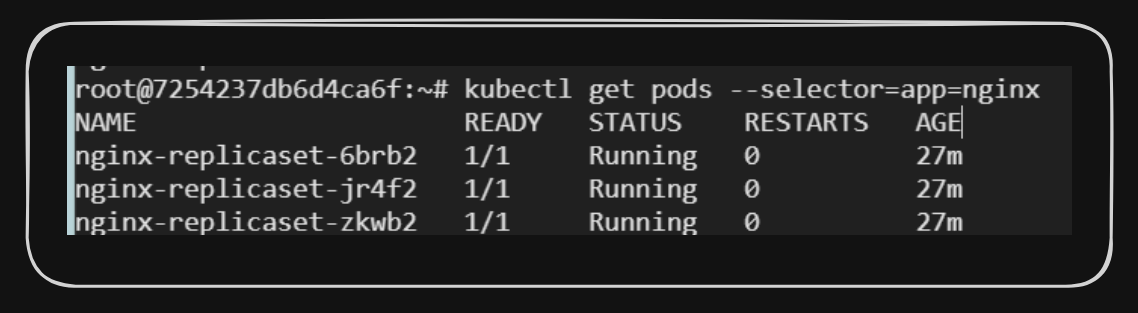 root@7254237db6d4ca6f:~# kubectl get pods --selector=app=nginx
NAME READY STATUS RESTARTS AGE
nginx-replicaset-6brb2 1/1 Running 0 27m
nginx-replicaset-jr4f2 1/1 Running 0 27m
nginx-replicaset-zkwb2 1/1 Running 0 27m